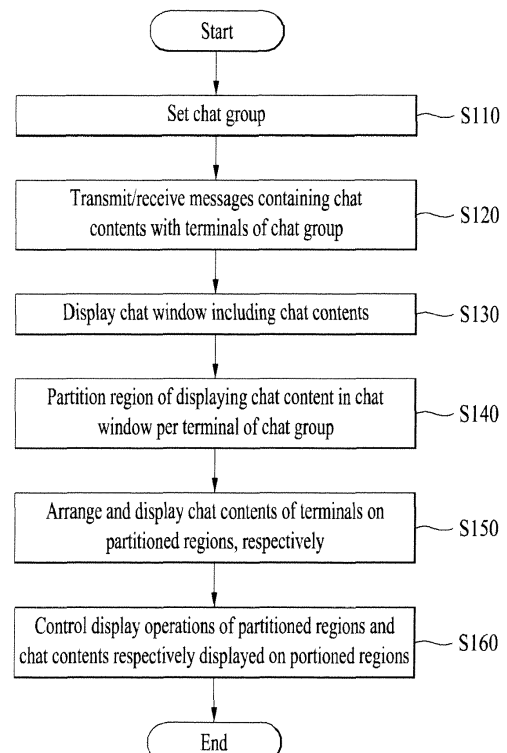 Start
Set chat group
S110
Transmit/receive messages containing chat
contents with terminals of chat group
S120
Display chat window including chat contents
S130
Partition region of displaying chat content in chat
window per terminal of chat group
S140
Arrange and display chat contents of terminals on
partitioned regions, respectively
S150
Control display operations of partitioned regions and
chat contents respectively displayed on portioned regions
S160
End